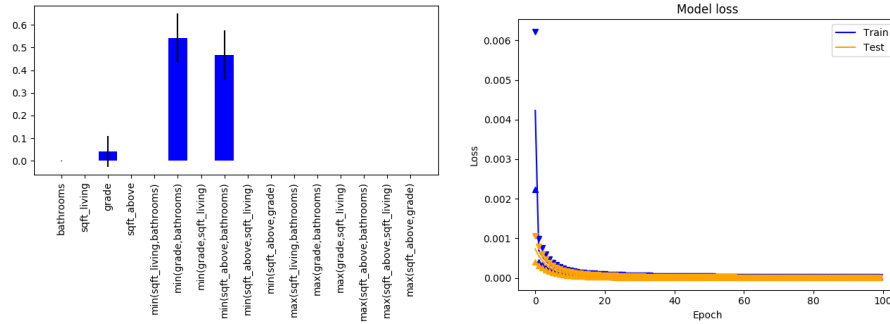 0.6
0.5
0.4
0.3
0.2
0.1
0.0
bathrooms
sqft_living
grade
sqft_above
min(sqft_living,bathrooms)
min(grade,bathrooms)
min(grade,sqft_living)
min(sqft_above,bathrooms)
min(sqft_above,sqft_living)
min(sqft_above,grade)
max(sqft_living,bathrooms)
max(grade,bathrooms)
max(grade,sqft_living)
max(sqft_above,bathrooms)
max(sqft_above,sqft_living)
max(sqft_above,grade)
Model loss
Train
Test
Loss
0.006
0.005
0.004
0.003
0.002
0.001
0.000
0 20 40 60 80 100
Epoch